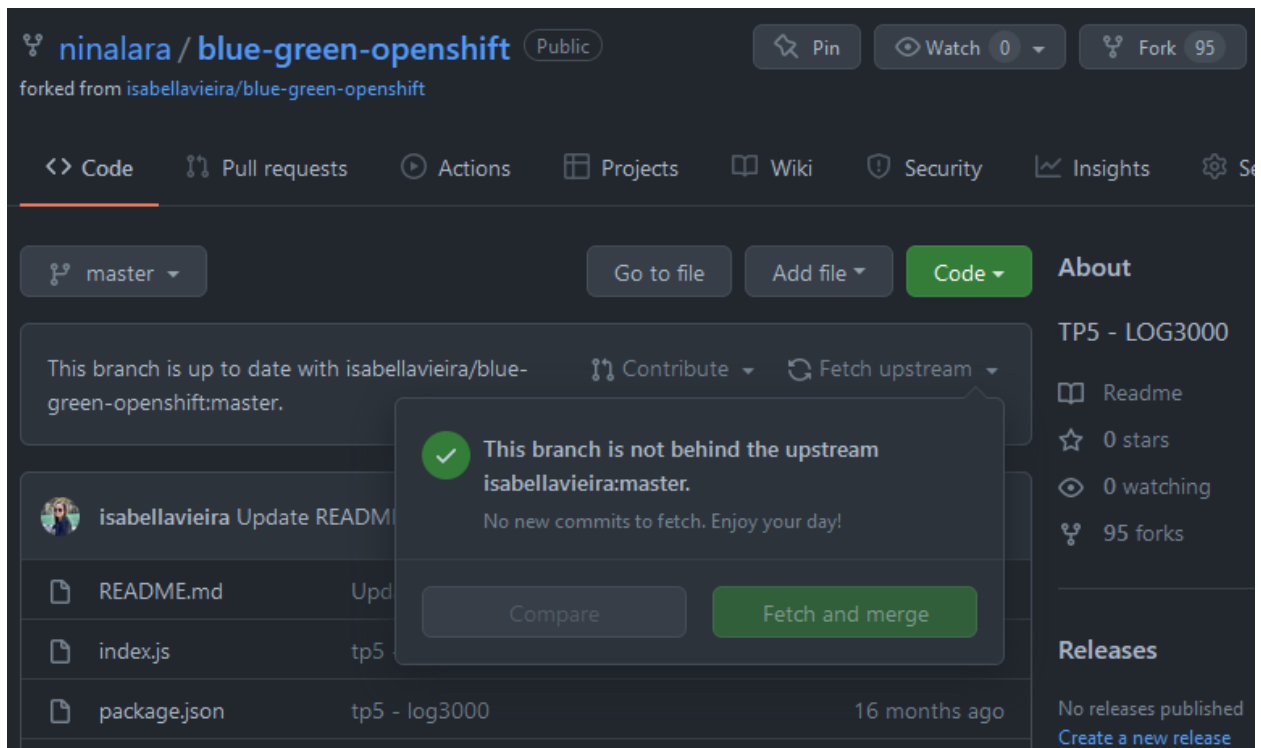 ninalara / blue-green-openshift Public Pin Watch 0 Fork 95
forked from isabellavieira/blue-green-openshift
Code Pull requests Actions Projects Wiki Security Insights
master Go to file Add file Code
About
TP5 - LOG3000
This branch is up to date with isabellavieira/blue-
green-openshift:master.
Contribute Fetch upstream
This branch is not behind the upstream
isabellavieira:master.
No new commits to fetch. Enjoy your day!
Compare Fetch and merge
isabellavieira Update
README.md
index.js tp5
package.json tp5 - log3000 16 months ago
Readme
0 stars
0 watching
95 forks
Releases
No releases published
Create a new release